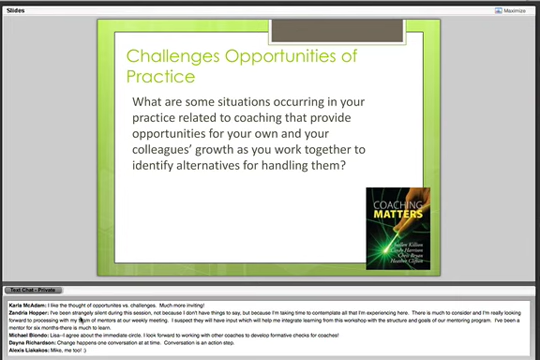 Slides
Maximize
Challenges Opportunities of
Practice
What are some situations occurring in your
practice related to coaching that provide
opportunities for your own and your
colleagues' growth as you work together to
identify alternatives for handling them?
COACHING
MATTERS
Joellen Killion
Cindy Harrison
Chris Bryan
Heather Clifton
Text Chat - Private
Karla McAdam: I like the thought of opportunites vs. challenges. Much more inviting!
Zandria Hopper: I've been strangely silent during this session, not because I don't have things to say, but because I'm taking time to contemplate all that I'm experiencing here. There is much to consider and I'm really looking
forward to processing with my team of mentors at our weekly meeting. I suspect they will have input which will help me integrate learning from this workshop with the structure and goals of our mentoring program. I've been a
mentor for six months-there is much to learn.
Michael Biondo: Lisa--I agree about the immediate circle. I look forward to working with other coaches to develop formative checks for coaches!
Dayna Richardson: Change happens one conversation at a time. Conversation is an action step.
Alexis Liakakos: Mike, me too! :)